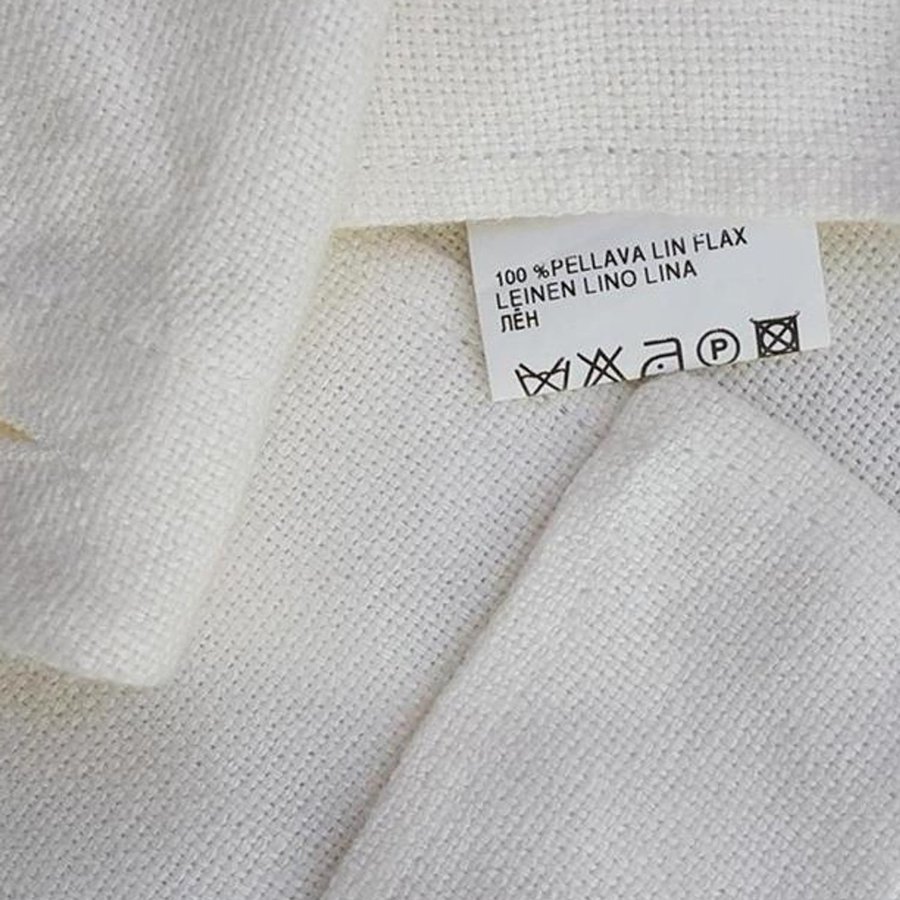 100 %PELLAVA LIN FLAX
LEINEN LINO LINA
ЛЁН
P